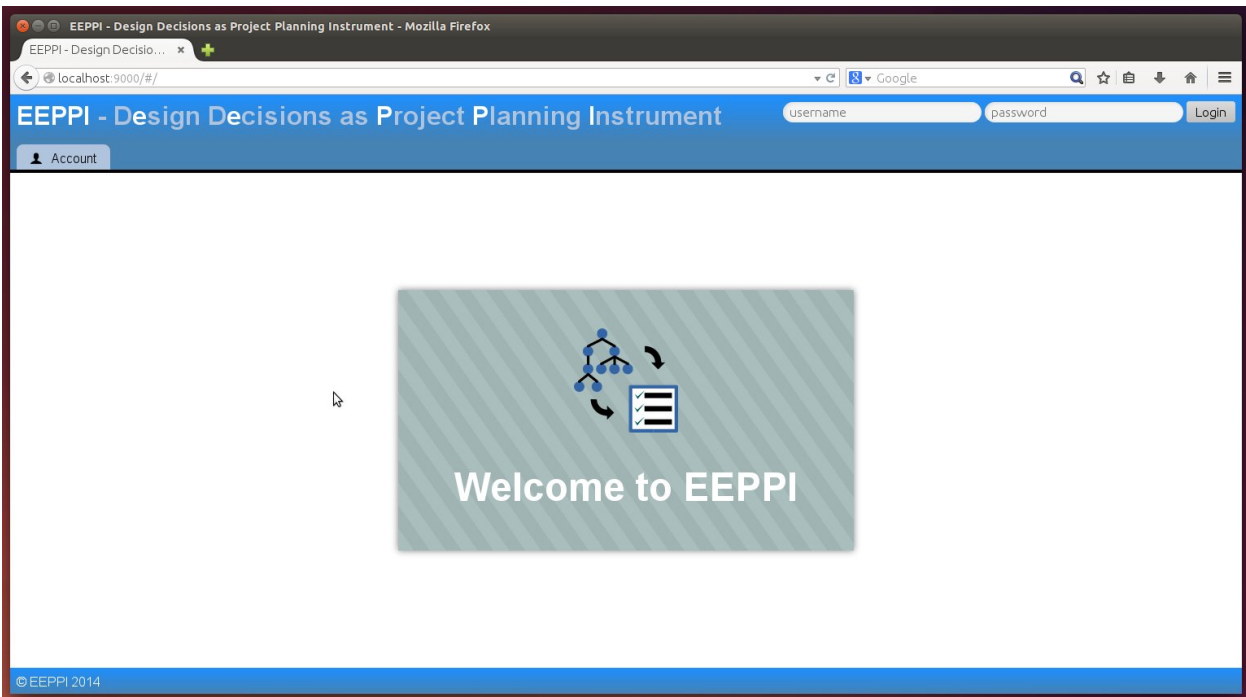 EEPPI - Design Decisions as Project Planning Instrument - Mozilla Firefox
EEPPI - Design Decisio...
localhost:9000/#/
Google
EEPPI - Design Decisions as Project Planning Instrument
username
password
Login
Account
Welcome to EEPPI
© EEPPI 2014